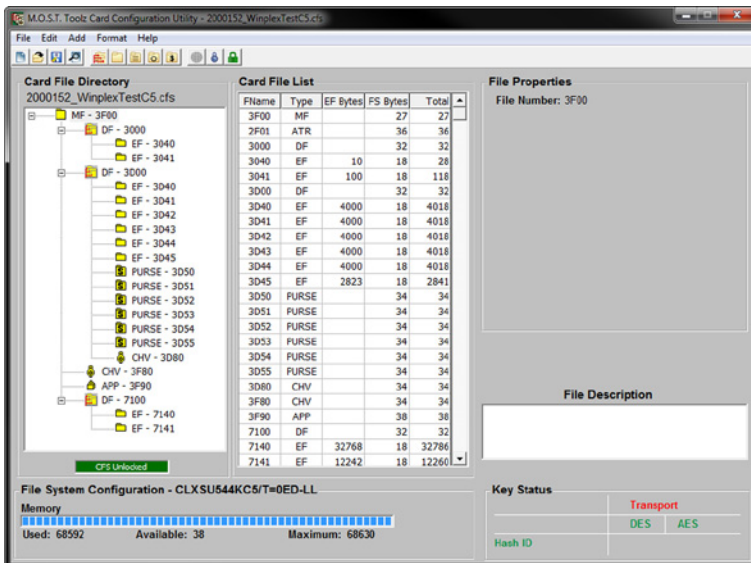 M.O.S.T. Toolz Card Configuration Utility - 2000152_WinplexTestC5.cfs
File Edit Add Format Help
Card File Directory
2000152_WinplexTestC5.cfs
MF - 3F00
DF - 3000
EF - 3040
EF - 3041
DF - 3D00
EF - 3D40
EF - 3D41
EF - 3D42
EF - 3D43
EF - 3D44
EF - 3D45
PURSE - 3D50
PURSE - 3D51
PURSE - 3D52
PURSE - 3D53
PURSE - 3D54
PURSE - 3D55
CHV - 3D80
CHV - 3F80
APP - 3F90
DF - 7100
EF - 7140
EF - 7141
CFS Unlocked
Card File List
FName Type EF Bytes FS Bytes Total
3F00 MF 27 27
2F01 ATR 36 36
3000 DF 32 32
3040 EF 10 18 28
3041 EF 100 18 118
3D00 DF 32 32
3D40 EF 4000 18 4018
3D41 EF 4000 18 4018
3D42 EF 4000 18 4018
3D43 EF 4000 18 4018
3D44 EF 4000 18 4018
3D45 EF 2823 18 2841
3D50 PURSE 34 34
3D51 PURSE 34 34
3D52 PURSE 34 34
3D53 PURSE 34 34
3D54 PURSE 34 34
3D55 PURSE 34 34
3D80 CHV 34 34
3F80 CHV 34 34
3F90 APP 38 38
7100 DF 32 32
7140 EF 32768 18 32786
7141 EF 12242 18 12260
File Properties
File Number: 3F00
File Description
File System Configuration - CLXSU544KC5/T=0ED-LL
Memory
Used: 68592 Available: 38 Maximum: 68630
Key Status
Transport
DES AES
Hash ID